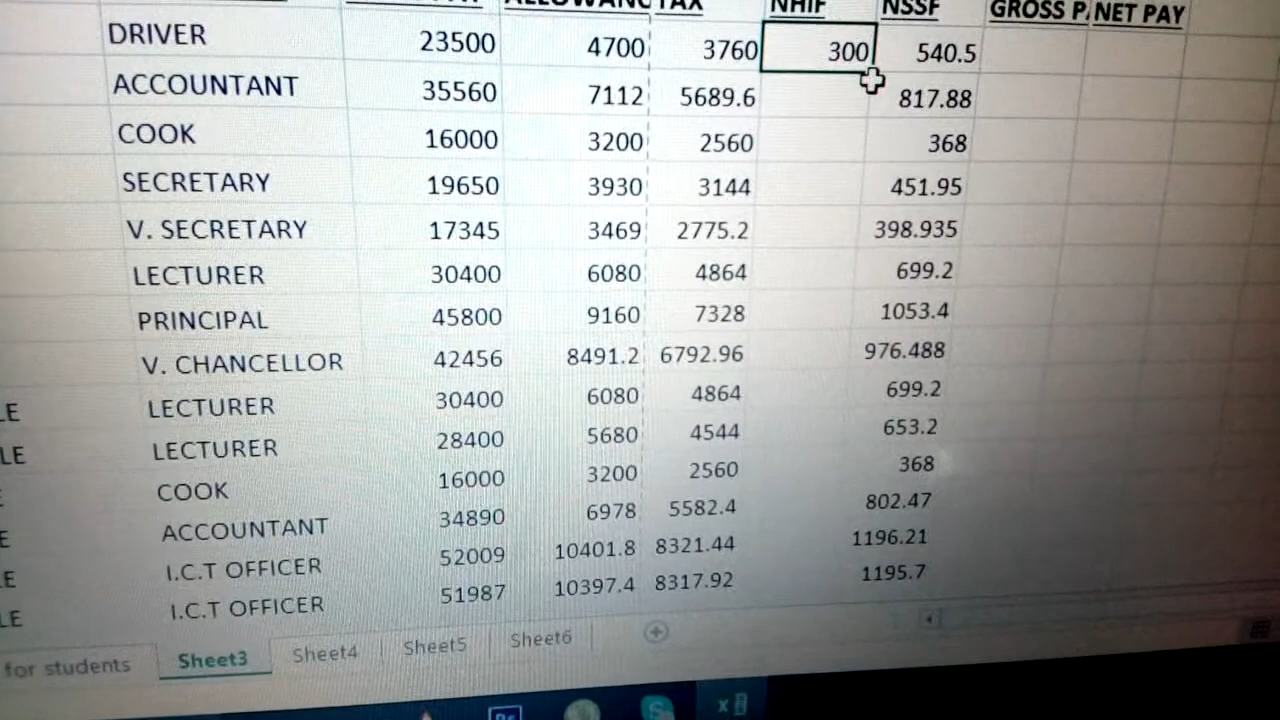 ALLOWANC TAX NHIF NSSF GROSS P NET PAY
DRIVER 23500 4700 3760 300 540.5
ACCOUNTANT 35560 7112 5689.6 817.88
COOK 16000 3200 2560 368
SECRETARY 19650 3930 3144 451.95
V. SECRETARY 17345 3469 2775.2 398.935
LECTURER 30400 6080 4864 699.2
PRINCIPAL 45800 9160 7328 1053.4
V. CHANCELLOR 42456 8491.2 6792.96 976.488
LE LECTURER 30400 6080 4864 699.2
LE LECTURER 28400 5680 4544 653.2
E COOK 16000 3200 2560 368
E ACCOUNTANT 34890 6978 5582.4 802.47
LE I.C.T OFFICER 52009 10401.8 8321.44 1196.21
LE I.C.T OFFICER 51987 10397.4 8317.92 1195.7
for students Sheet3 Sheet4 Sheet5 Sheet6